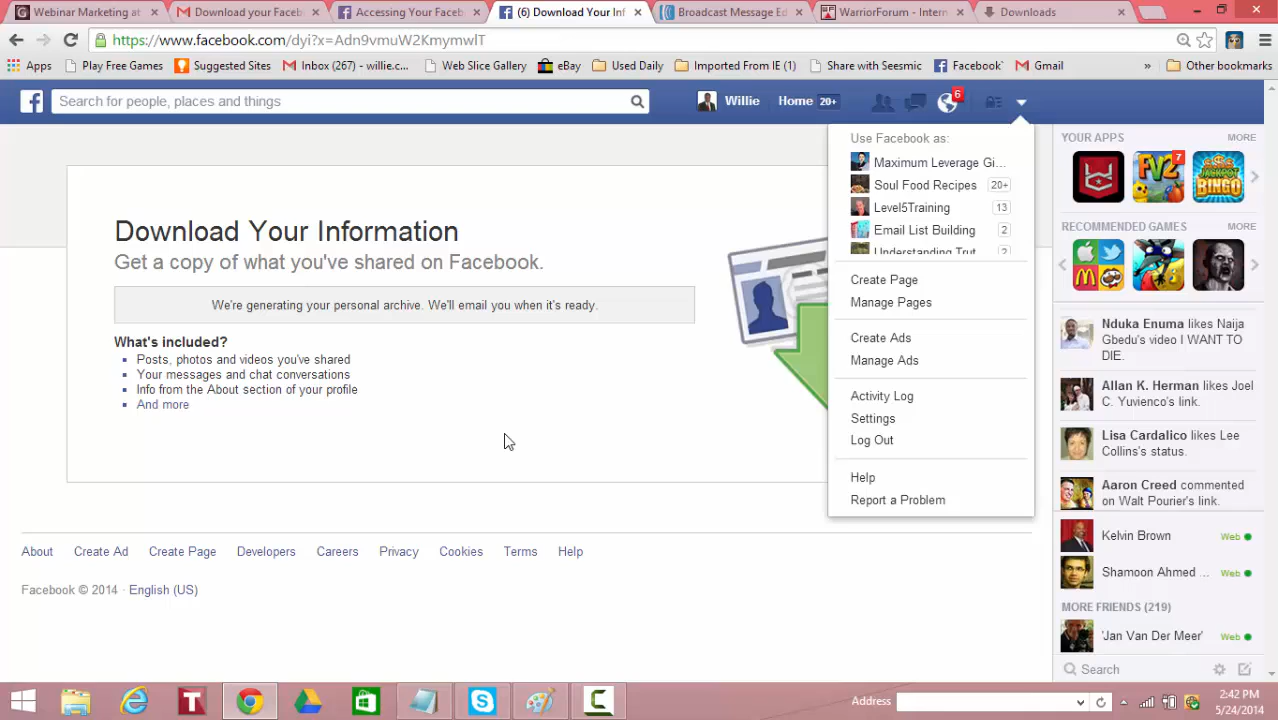 Webinar Marketing at
Download your Faceb
Accessing Your Faceb
(6) Download Your Inf
Broadcast Message Ed
WarriorForum - Intern
Downloads
https://www.facebook.com/dyi?x=Adn9vmuW2KmymwIT
Apps
Play Free Games
Suggested Sites
Inbox (267) - willie.c...
Web Slice Gallery
eBay
Used Daily
Imported From IE (1)
Share with Seesmic
Facebook
Gmail
»
Other bookmarks
Search for people, places and things
Willie
Home 20+
6
Use Facebook as:
Maximum Leverage Gi...
Soul Food Recipes 20+
Level5Training 13
Email List Building 2
Understanding Trut 2
Create Page
Manage Pages
Create Ads
Manage Ads
Activity Log
Settings
Log Out
Help
Report a Problem
Download Your Information
Get a copy of what you've shared on Facebook.
We're generating your personal archive. We'll email you when it's ready.
What's included?
Posts, photos and videos you've shared
Your messages and chat conversations
Info from the About section of your profile
And more
YOUR APPS MORE
FV2 7
JACKPOT
BINGO
RECOMMENDED GAMES MORE
Nduka Enuma likes Naija
Gbedu's video I WANT TO
DIE.
Allan K. Herman likes Joel
C. Yuvienco's link.
Lisa Cardalico likes Lee
Collins's status.
Aaron Creed commented
on Walt Pourier's link.
Kelvin Brown Web
Shamoon Ahmed ... Web
MORE FRIENDS (219)
'Jan Van Der Meer' Web
Search
About Create Ad Create Page Developers Careers Privacy Cookies Terms Help
Facebook © 2014 · English (US)
Address
2:42 PM
5/24/2014